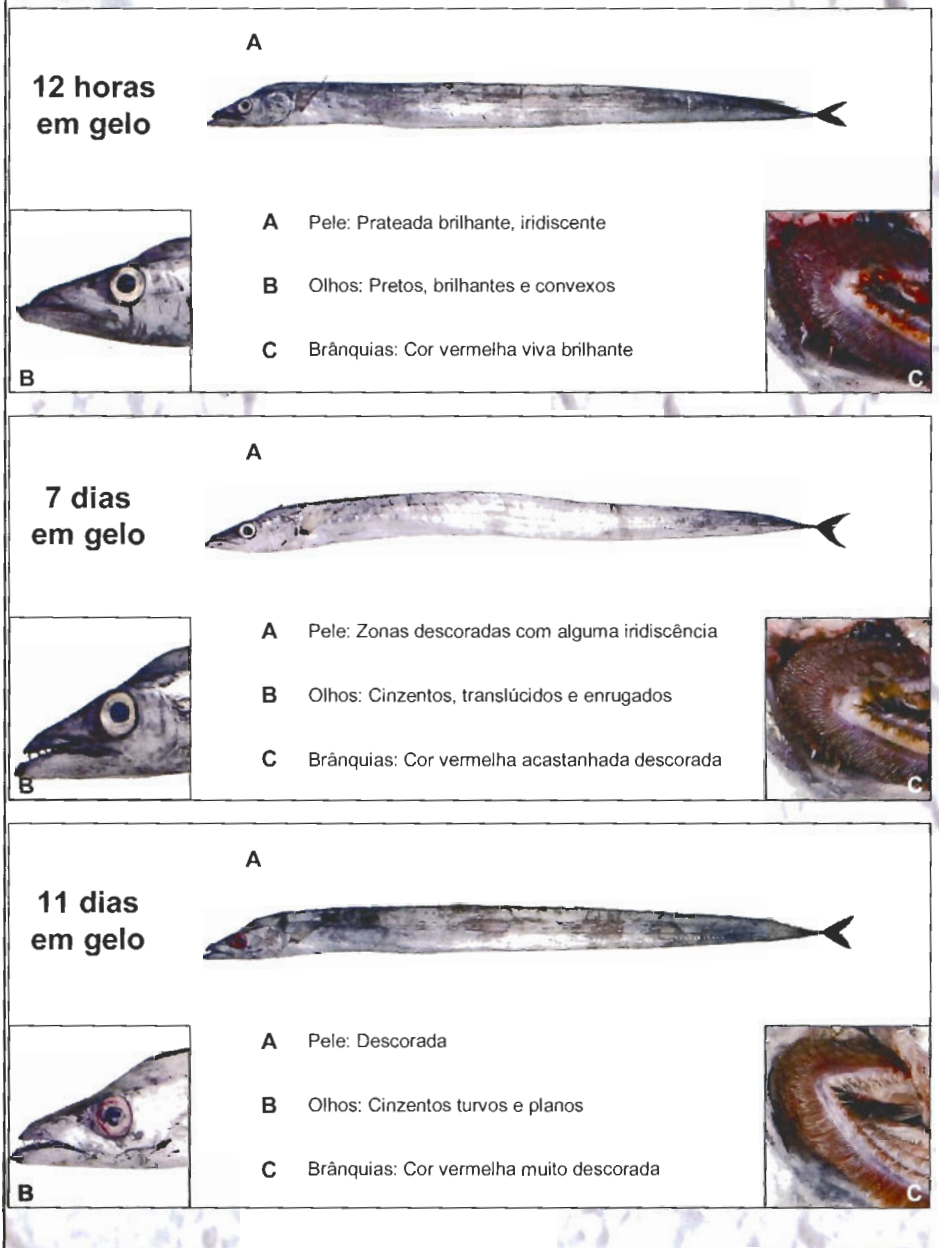 A
12 horas
em gelo
A Pele: Prateada brilhante, iridiscente
B Olhos: Pretos, brilhantes e convexos
C Brânquias: Cor vermelha viva brilhante
B
C
A
7 dias
em gelo
A Pele: Zonas descoradas com alguma iridiscência
B Olhos: Cinzentos, translúcidos e enrugados
C Brânquias: Cor vermelha acastanhada descorada
B
C
A
11 dias
em gelo
A Pele: Descorada
B Olhos: Cinzentos turvos e planos
C Brânquias: Cor vermelha muito descorada
B
C